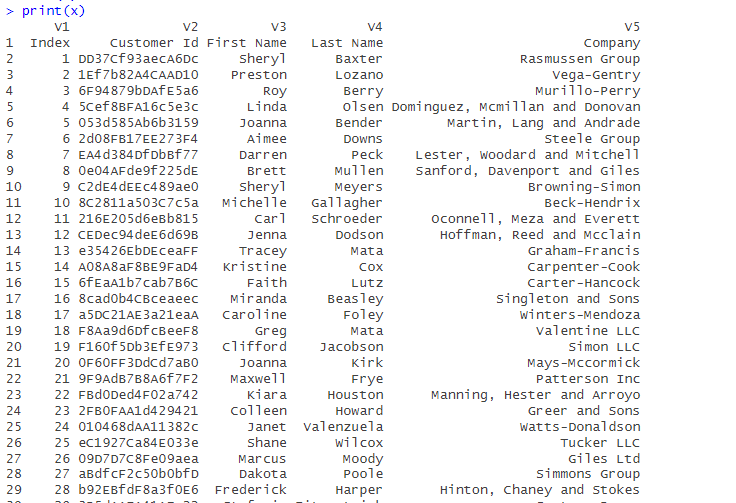 > print(x)
V1 V2 V3 V4 V5
1 Index Customer Id First Name Last Name Company
2 1 DD37Cf93aecA6Dc Sheryl Baxter Rasmussen Group
3 2 1Ef7b82A4CAAD10 Preston Lozano Vega-Gentry
4 3 6F94879bDAfE5a6 Roy Berry Murillo-Perry
5 4 5Cef8BFA16c5e3c Linda Olsen Dominguez, Mcmillan and Donovan
6 5 053d585Ab6b3159 Joanna Bender Martin, Lang and Andrade
7 6 2d08FB17EE273F4 Aimee Downs Steele Group
8 7 EA4d384DfDbBf77 Darren Peck Lester, Woodard and Mitchell
9 8 0e04AFde9f225dE Brett Mullen Sanford, Davenport and Giles
10 9 C2dE4dEEc489ae0 Sheryl Meyers Browning-Simon
11 10 8C2811a503C7c5a Michelle Gallagher Beck-Hendrix
12 11 216E205d6eBb815 Carl Schroeder Oconnell, Meza and Everett
13 12 CEDec94deE6d69B Jenna Dodson Hoffman, Reed and Mcclain
14 13 e35426EbDEceaFF Tracey Mata Graham-Francis
15 14 A08A8aF8BE9FaD4 Kristine Cox Carpenter-Cook
16 15 6fEaA1b7cab7B6C Faith Lutz Carter-Hancock
17 16 8cad0b4CBceaeec Miranda Beasley Singleton and Sons
18 17 a5DC21AE3a21eaA Caroline Foley Winters-Mendoza
19 18 F8Aa9d6DfcBeeF8 Greg Mata Valentine LLC
20 19 F160f5Db3EfE973 Clifford Jacobson Simon LLC
21 20 0F60FF3DdCd7aB0 Joanna Kirk Mays-Mccormick
22 21 9F9AdB7B8A6f7F2 Maxwell Frye Patterson Inc
23 22 FBd0Ded4F02a742 Kiara Houston Manning, Hester and Arroyo
24 23 2FB0FAA1d429421 Colleen Howard Greer and Sons
25 24 010468dAA11382c Janet Valenzuela Watts-Donaldson
26 25 eC1927Ca84E033e Shane Wilcox Tucker LLC
27 26 09D7D7C8Fe09aea Marcus Moody Giles Ltd
28 27 aBdfcF2c50b0bfD Dakota Poole Simmons Group
29 28 b92EBfdF8a3f0E6 Frederick Harper Hinton, Chaney and Stokes